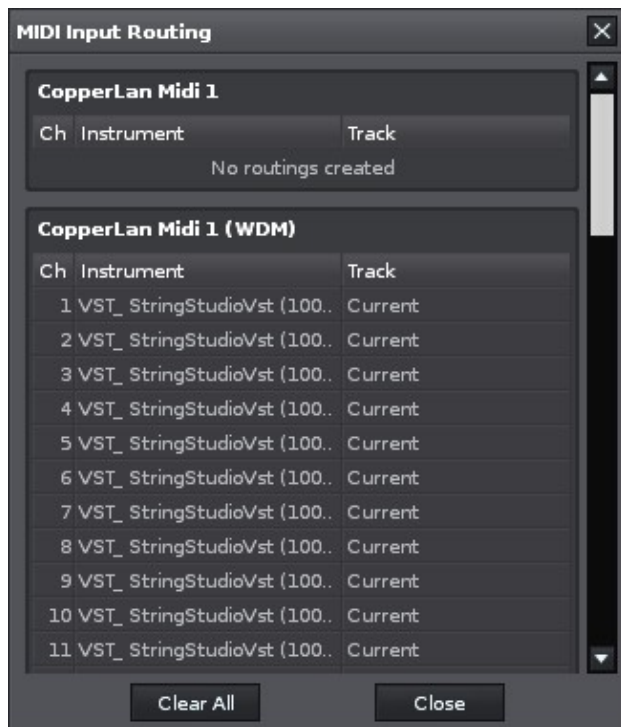 MIDI Input Routing
CopperLan Midi 1
Ch Instrument Track
No routings created
CopperLan Midi 1 (WDM)
Ch Instrument Track
1 VST_ StringStudioVst (100.. Current
2 VST_ StringStudioVst (100.. Current
3 VST_ StringStudioVst (100.. Current
4 VST_ StringStudioVst (100.. Current
5 VST_ StringStudioVst (100.. Current
6 VST_ StringStudioVst (100.. Current
7 VST_ StringStudioVst (100.. Current
8 VST_ StringStudioVst (100.. Current
9 VST_ StringStudioVst (100.. Current
10 VST_ StringStudioVst (100.. Current
11 VST_ StringStudioVst (100.. Current
Clear All Close